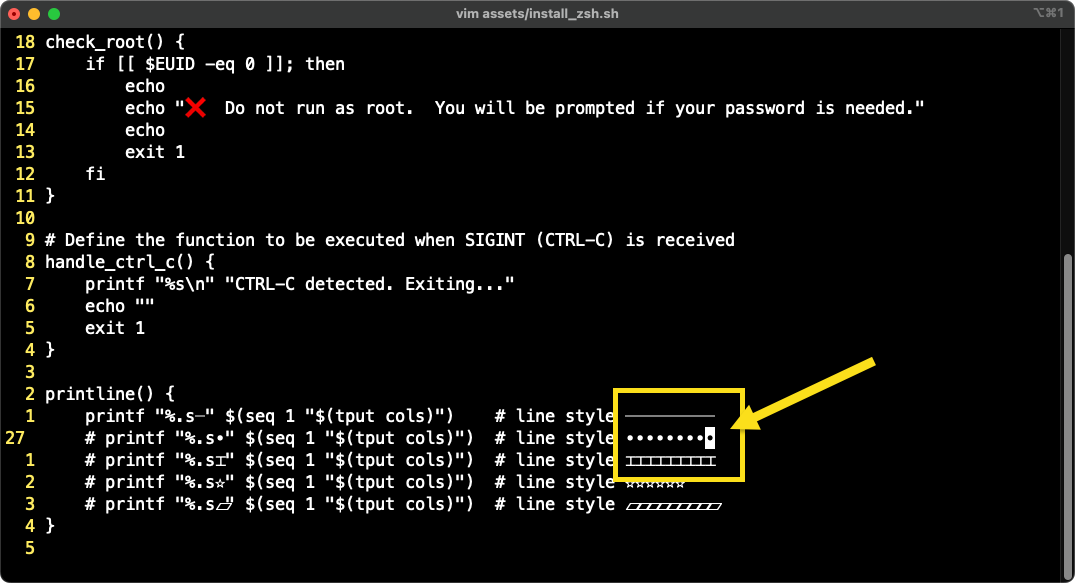 vim assets/install_zsh.sh
⌥⌘1
18 check_root() {
17     if [[ $EUID -eq 0 ]]; then
16         echo
15         echo "❌  Do not run as root.  You will be prompted if your password is needed."
14         echo
13         exit 1
12     fi
11 }
10
9 # Define the function to be executed when SIGINT (CTRL-C) is received
8 handle_ctrl_c() {
7     printf "%s\n" "CTRL-C detected. Exiting..."
6     echo ""
5     exit 1
4 }
3
2 printline() {
1     printf "%.s─" $(seq 1 "$(tput cols)")    # line style ─────────
27     # printf "%.s•" $(seq 1 "$(tput cols)")  # line style •••••••••
1     # printf "%.s⌶" $(seq 1 "$(tput cols)")  # line style ⌶⌶⌶⌶⌶⌶⌶⌶⌶
2     # printf "%.s☆" $(seq 1 "$(tput cols)")  # line style ☆☆☆☆☆☆
3     # printf "%.s▱" $(seq 1 "$(tput cols)")  # line style ▱▱▱▱▱▱▱▱▱
4 }
5